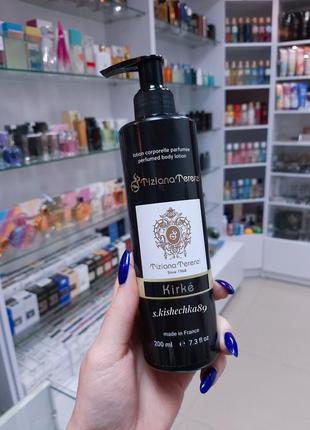 lotion corporelle parfumée
perfumed body lotion
Tiziana Terenzi
Tiziana Terenzi
Since 1968
Kirké
s.kishechka89
made in France
200 ml e 7.3 fl oz